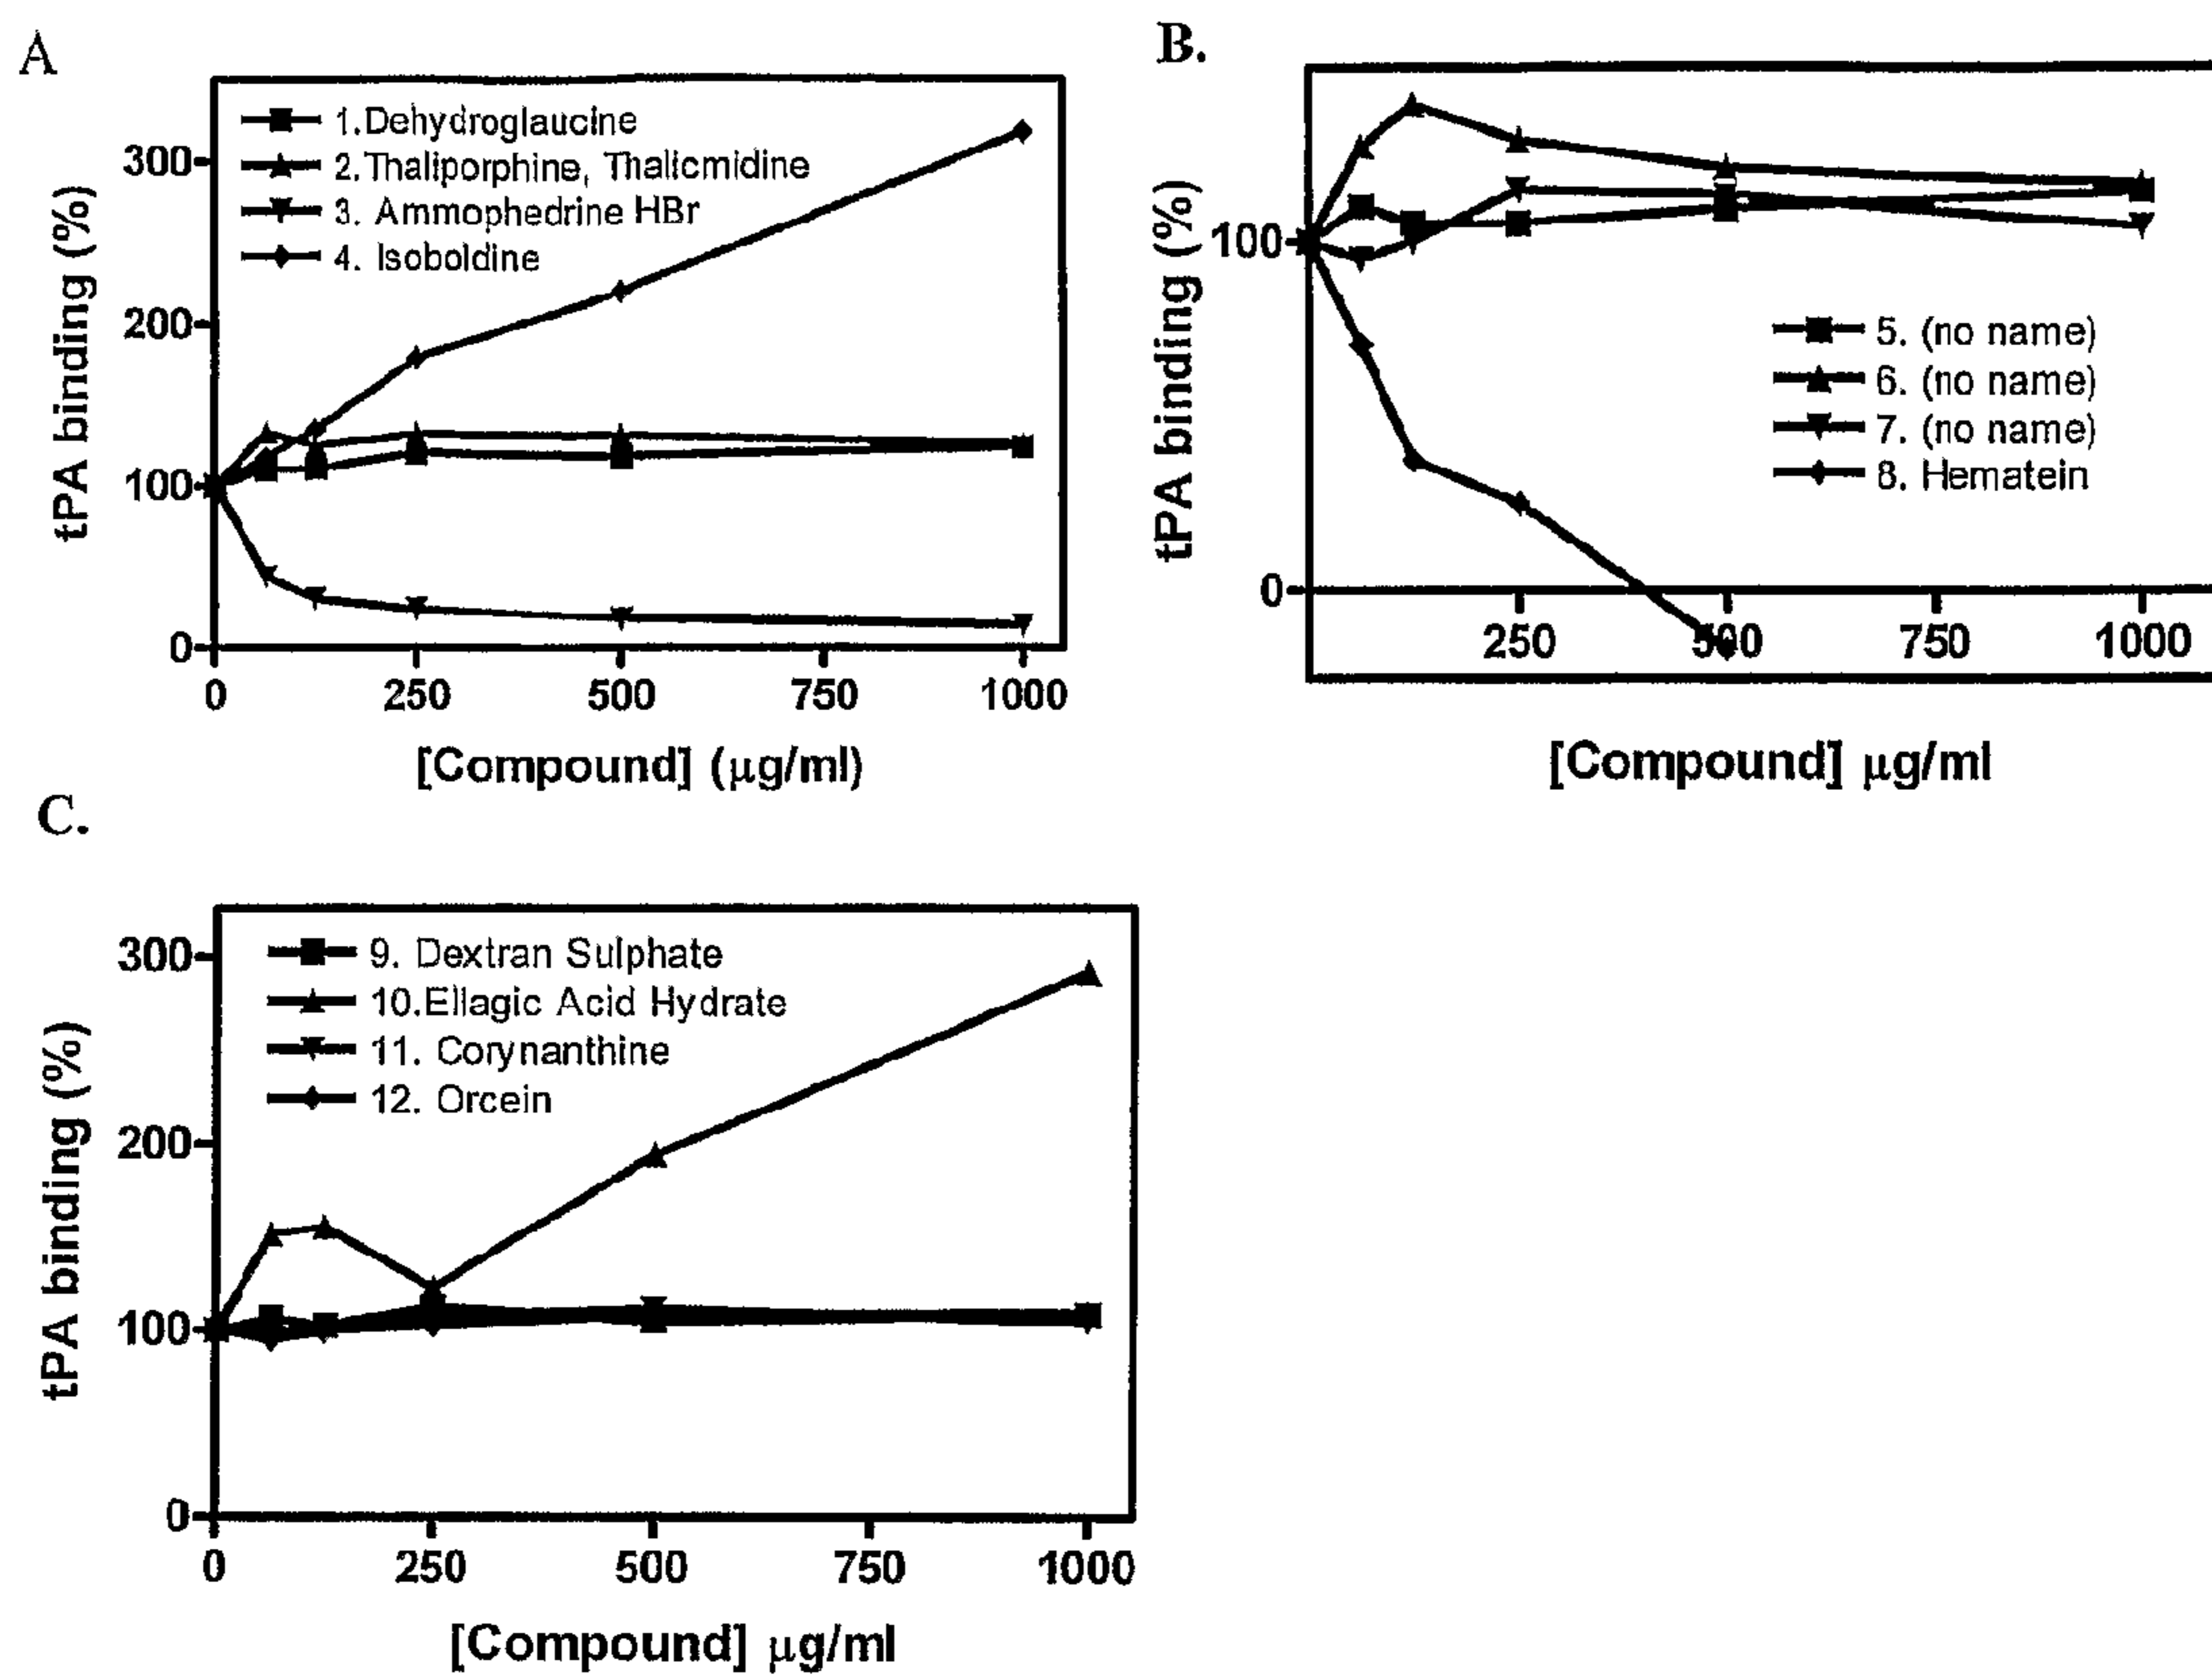 A
tPA binding (%)
300
200
100
0
1.Dehydroglaucine
2.Thaliporphine, Thalicmidine
3. Ammophedrine HBr
4. Isoboldine
0 250 500 750 1000
[Compound] (μg/ml)
B.
tPA binding (%)
100
0
5. (no name)
6. (no name)
7. (no name)
8. Hematein
250 500 750 1000
[Compound] μg/ml
C.
tPA binding (%)
300
200
100
0
9. Dextran Sulphate
10.Ellagic Acid Hydrate
11. Corynanthine
12. Orcein
0 250 500 750 1000
[Compound] μg/ml